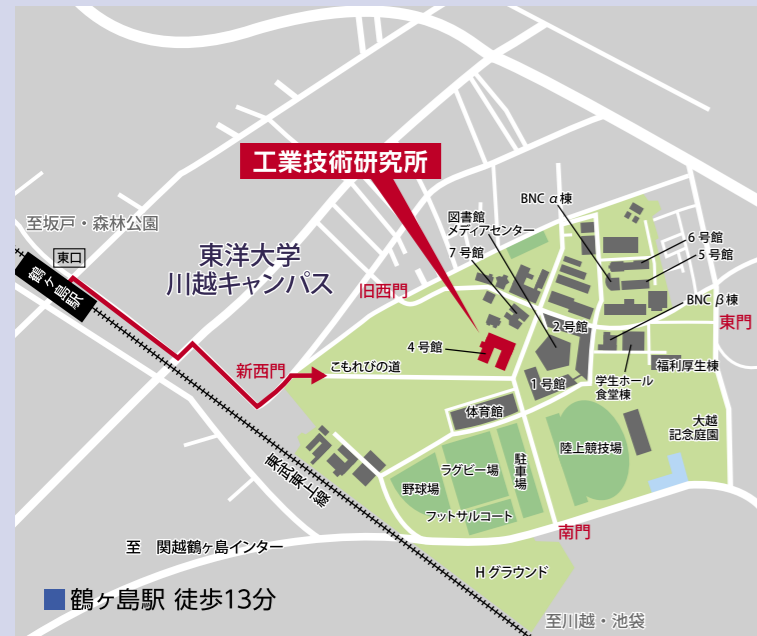 工業技術研究所
BNC α棟
図書館
メディアセンター
7号館
6号館
5号館
至坂戸・森林公園
東口
鶴ヶ島駅
東洋大学
川越キャンパス
旧西門
BNC β棟
2号館
東門
4号館
新西門
こもれびの道
1号館
学生ホール
食堂棟
福利厚生棟
体育館
大越
記念庭園
陸上競技場
ラグビー場
駐車場
野球場
フットサルコート
東武東上線
南門
至 関越鶴ヶ島インター
Hグラウンド
鶴ヶ島駅 徒歩13分
至川越・池袋